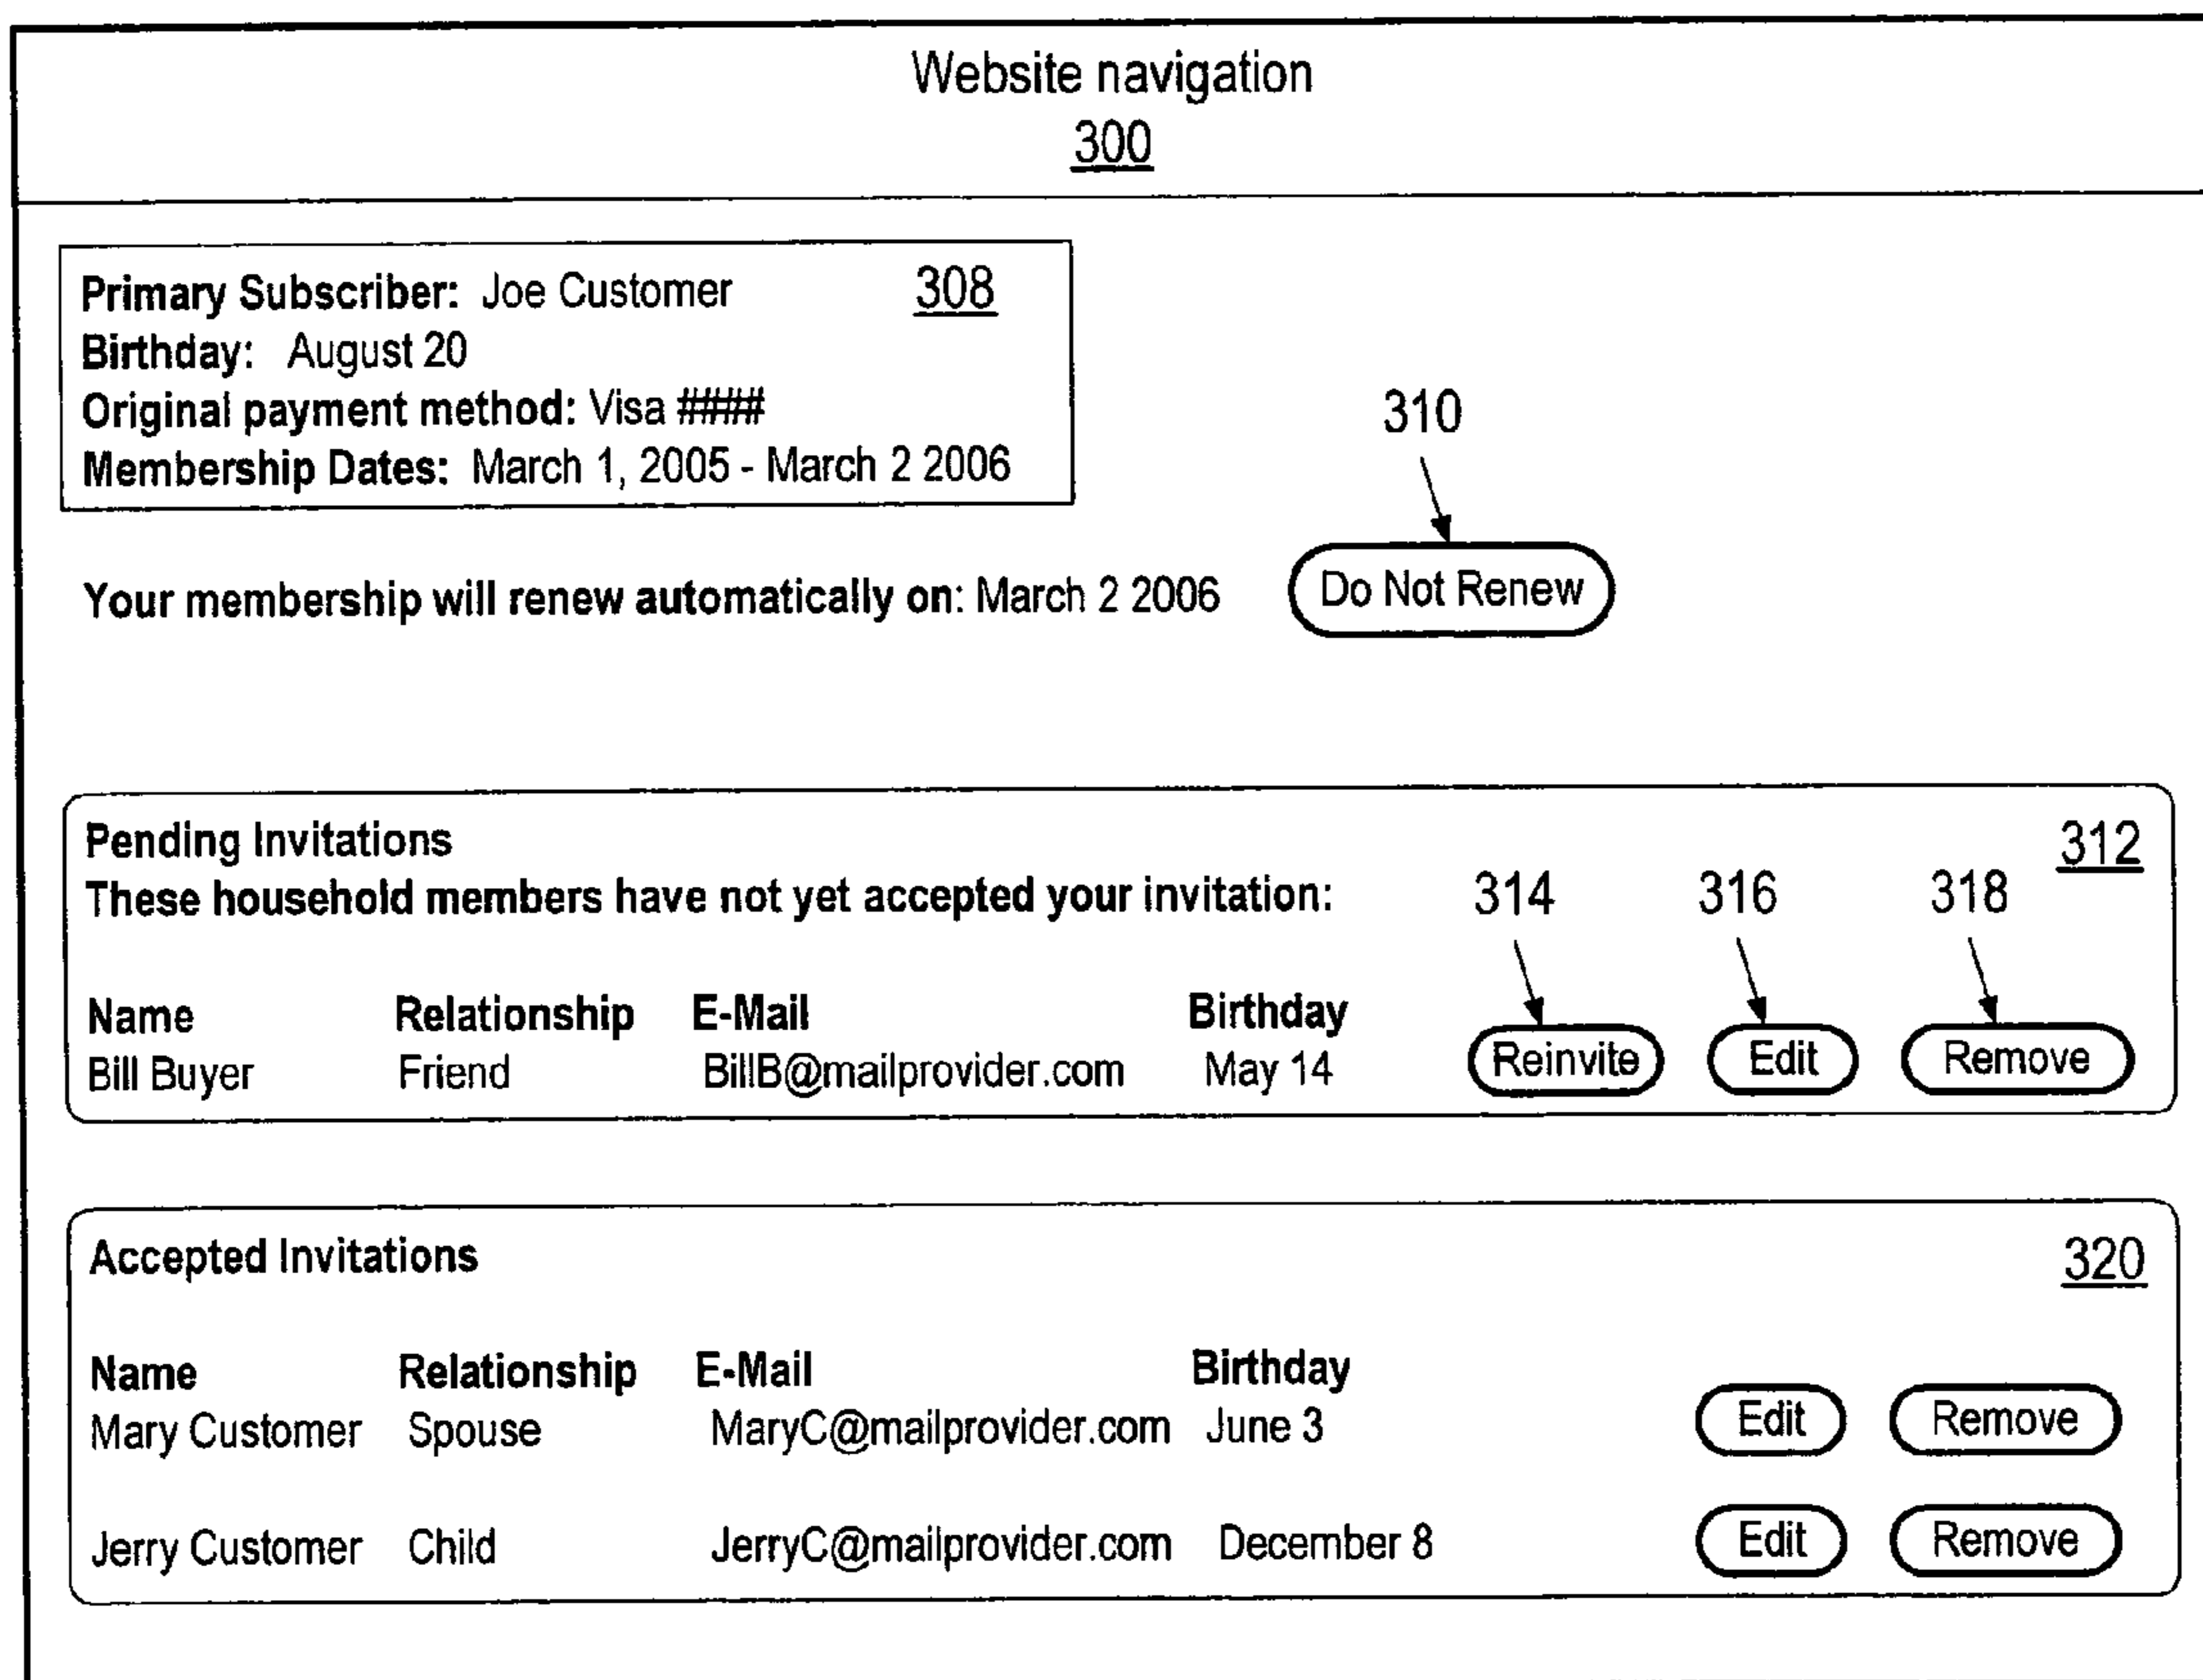 Website navigation
300
Primary Subscriber: Joe Customer 308
Birthday: August 20
Original payment method: Visa ####
Membership Dates: March 1, 2005 - March 2 2006
310
Your membership will renew automatically on: March 2 2006 Do Not Renew
Pending Invitations 312
These household members have not yet accepted your invitation: 314 316 318
Name Relationship E-Mail Birthday
Bill Buyer Friend BillB@mailprovider.com May 14 Reinvite Edit Remove
Accepted Invitations 320
Name Relationship E-Mail Birthday
Mary Customer Spouse MaryC@mailprovider.com June 3 Edit Remove
Jerry Customer Child JerryC@mailprovider.com December 8 Edit Remove